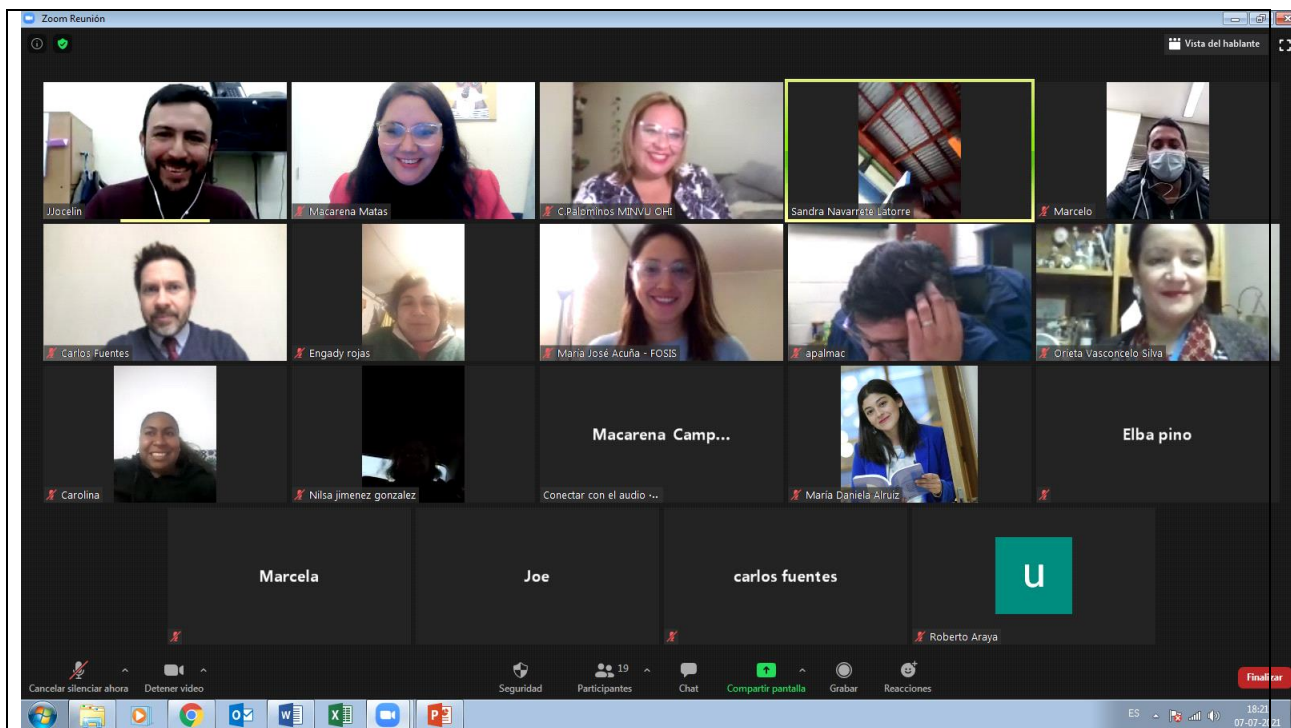 Zoom Reunión
Vista del hablante
JJocelin
Macarena Matas
C.Palominos MINVU OHI
Sandra Navarrete Latorre
Marcelo
Carlos Fuentes
Engady rojas
María José Acuña - FOSIS
apalmac
Orieta Vasconcelo Silva
Carolina
Nilsa jimenez gonzalez
Macarena Camp...
Conectar con el audio ·..
María Daniela Alruiz
Elba pino
Marcela
Joe
carlos fuentes
u
Roberto Araya
Cancelar silenciar ahora
Detener video
Seguridad
19
Participantes
Chat
Compartir pantalla
Grabar
Reacciones
Finalizar
ES
18:21
07-07-2021